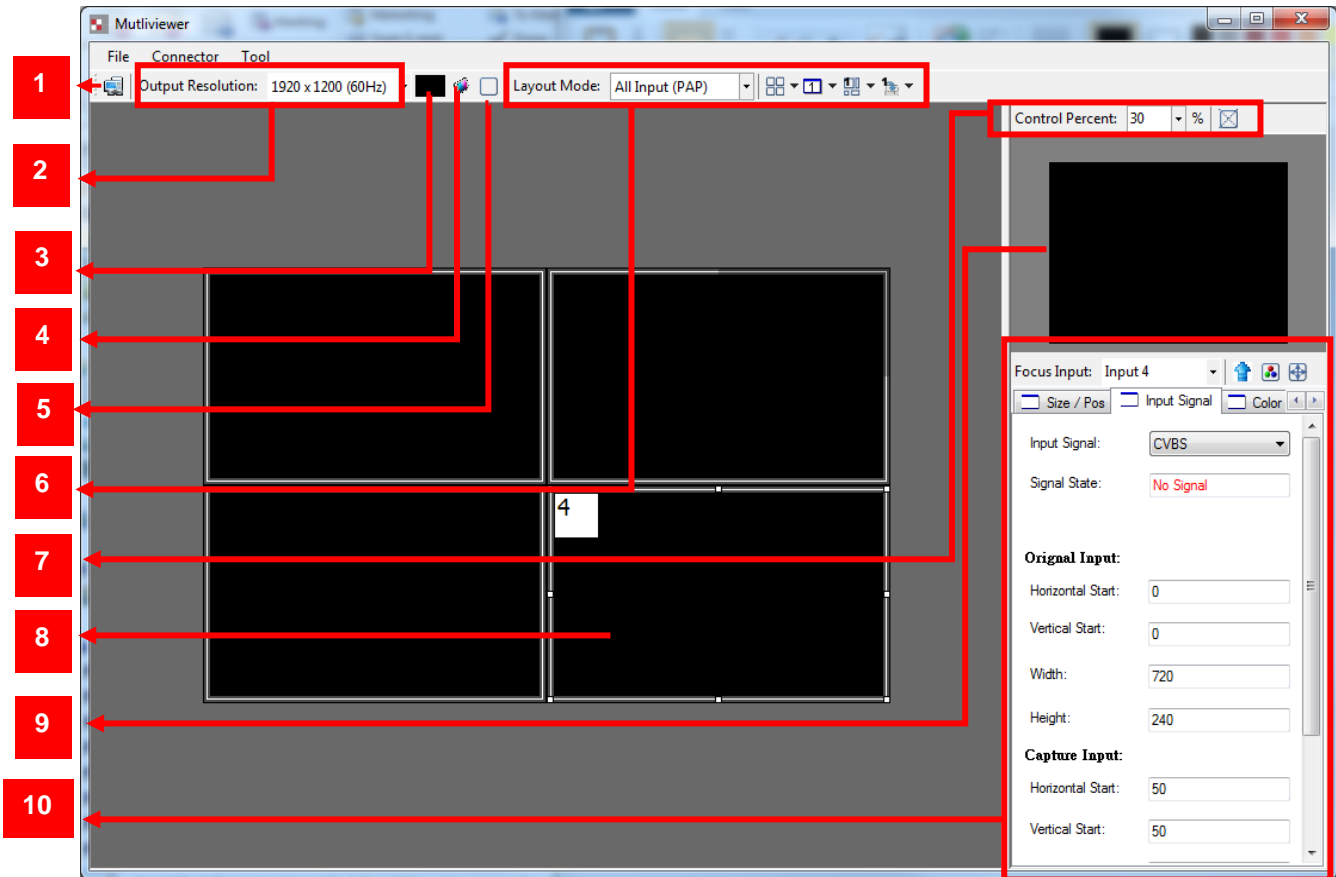 Mutliviewer
File Connector Tool
Output Resolution: 1920 x 1200 (60Hz) Layout Mode: All Input (PAP) 1 1
Control Percent: 30 %
1
2
3
4
5
6
7
8
9
10
4
Focus Input: Input 4
Size / Pos Input Signal Color
Input Signal: CVBS
Signal State: No Signal
Orignal Input:
Horizontal Start: 0
Vertical Start: 0
Width: 720
Height: 240
Capture Input:
Horizontal Start: 50
Vertical Start: 50